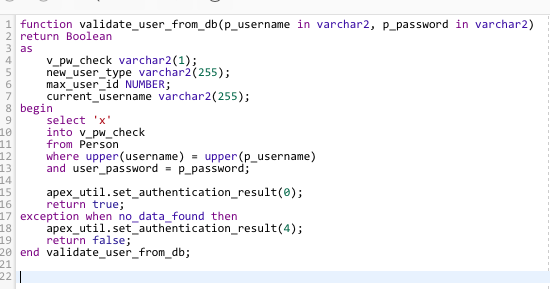 1 function validate_user_from_db(p_username in varchar2, p_password in varchar2)
2 return Boolean
3 as
4     v_pw_check varchar2(1);
5     new_user_type varchar2(255);
6     max_user_id NUMBER;
7     current_username varchar2(255);
8 begin
9     select 'x'
10     into v_pw_check
11     from Person
12     where upper(username) = upper(p_username)
13     and user_password = p_password;
14
15     apex_util.set_authentication_result(0);
16     return true;
17 exception when no_data_found then
18     apex_util.set_authentication_result(4);
19     return false;
20 end validate_user_from_db;
21
22